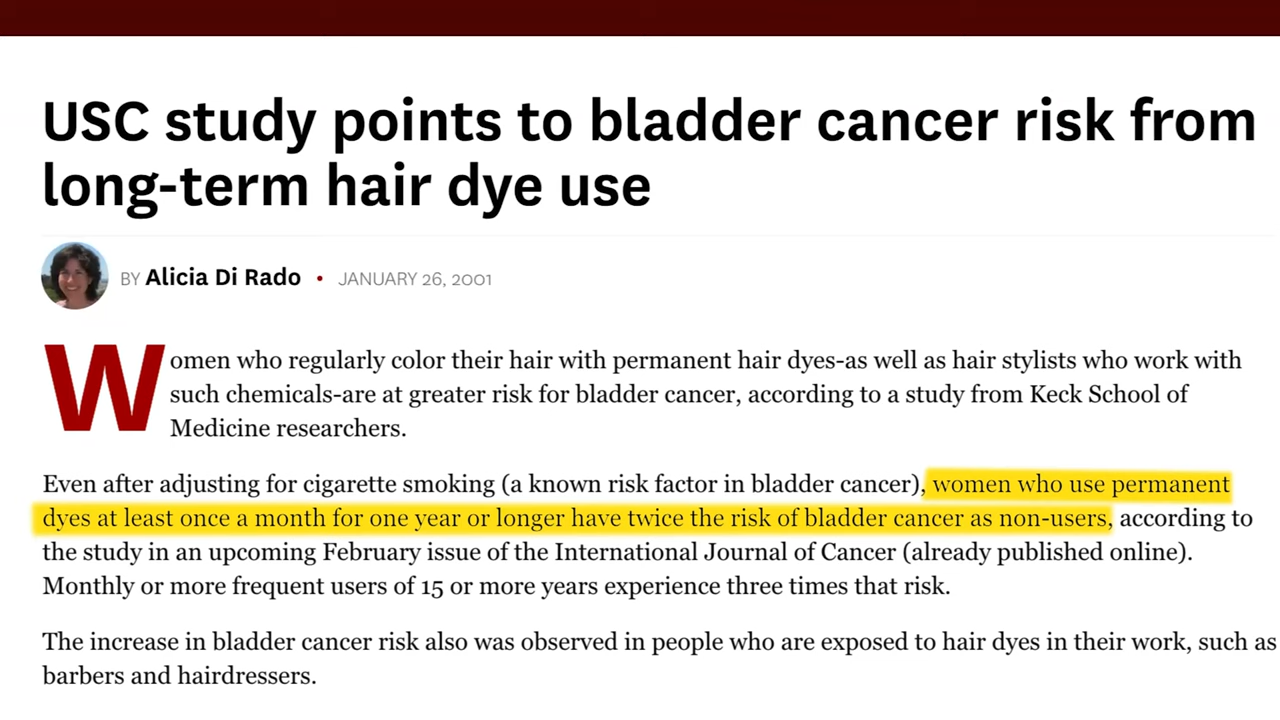 USC study points to bladder cancer risk from
long-term hair dye use
BY Alicia Di Rado • JANUARY 26, 2001
Women who regularly color their hair with permanent hair dyes-as well as hair stylists who work with
such chemicals-are at greater risk for bladder cancer, according to a study from Keck School of
Medicine researchers.
Even after adjusting for cigarette smoking (a known risk factor in bladder cancer), women who use permanent
dyes at least once a month for one year or longer have twice the risk of bladder cancer as non-users, according to
the study in an upcoming February issue of the International Journal of Cancer (already published online).
Monthly or more frequent users of 15 or more years experience three times that risk.
The increase in bladder cancer risk also was observed in people who are exposed to hair dyes in their work, such as
barbers and hairdressers.